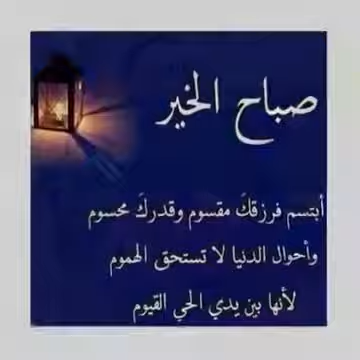 صباح الخير
أبتسم فرزقكَ مقسوم وقدركَ محسوم
وأحوال الدنيا لا تستحق الهموم
لأنها بين يدي الحي القيوم